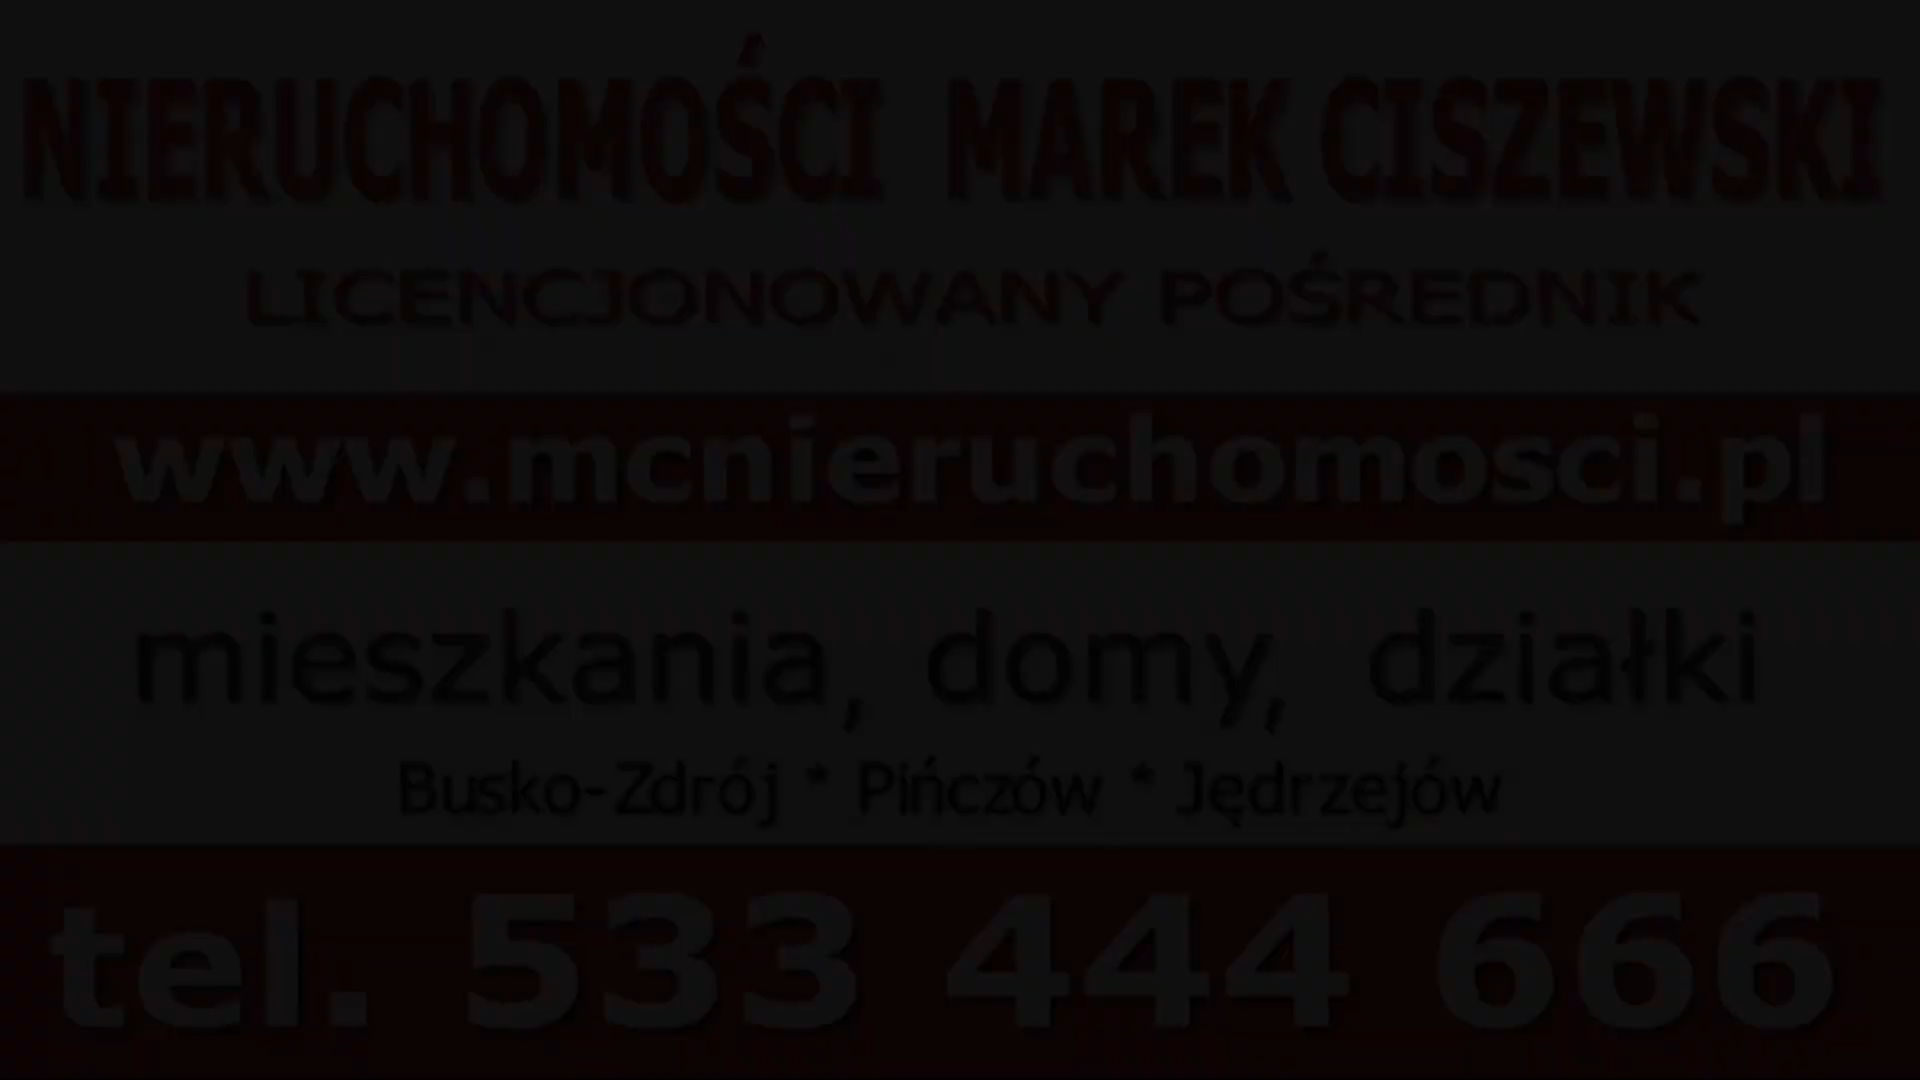 NIERUCHOMOŚCI MAREK CISZEWSKI
LICENCJONOWANY POŚREDNIK
www.mcnieruchomosci.pl
mieszkania, domy, działki
Busko-Zdrój * Pińczów * Jędrzejów
tel. 533 444 666